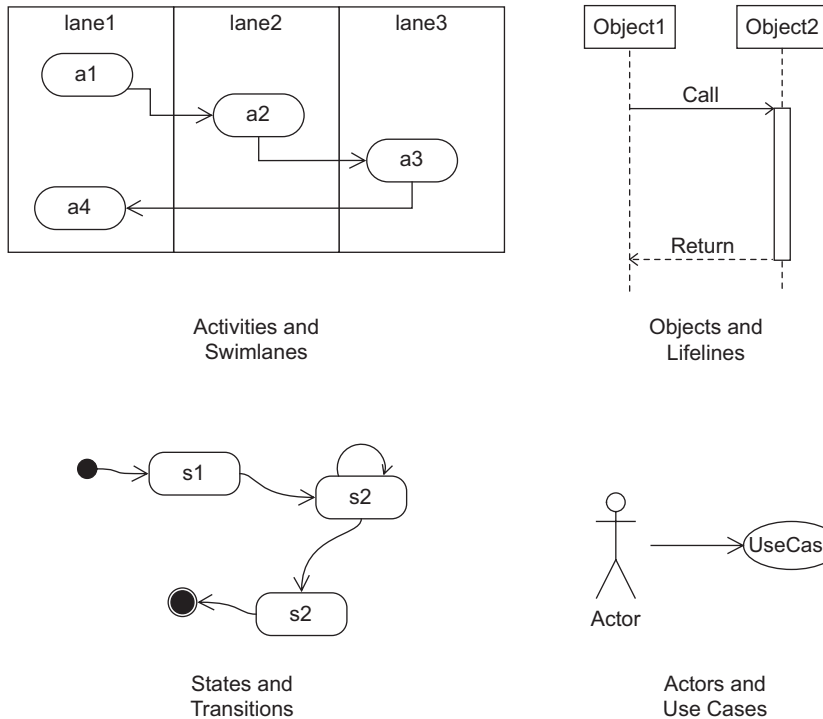 lane1
lane2
lane3
a1
a2
a3
a4
Activities and
Swimlanes
Object1
Object2
Call
Return
Objects and
Lifelines
s1
s2
s2
States and
Transitions
Actor
UseCas
Actors and
Use Cases